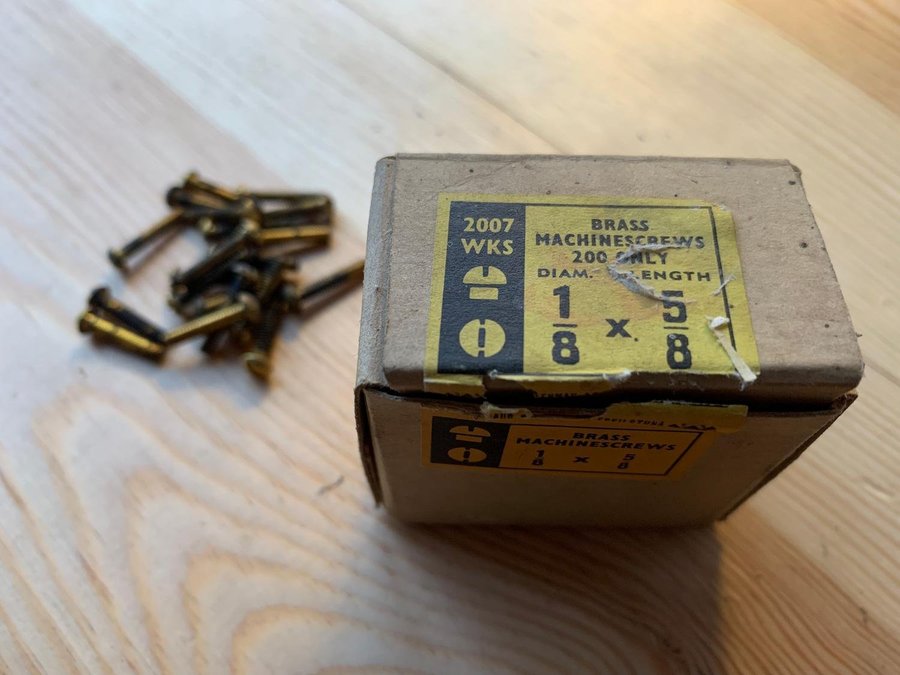 2007
WKS
BRASS
MACHINESCREWS
200 ONLY
DIAM. LENGTH
1/8 x 5/8
BRASS
MACHINESCREWS
1/8 x 5/8